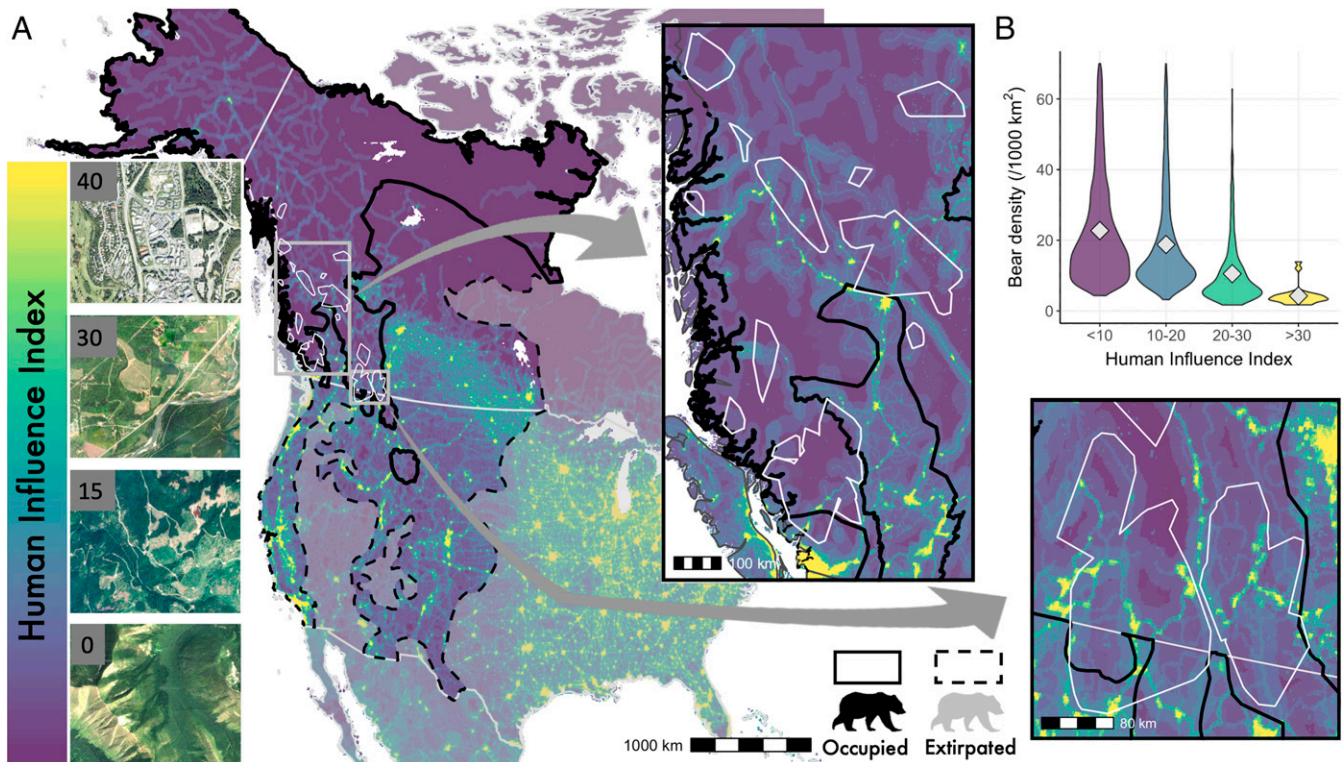 A
Human Influence Index
40
30
15
0
100 km
1000 km
Occupied
Extirpated
B
Bear density (/1000 km²)
60
40
20
0
<10
10-20
20-30
>30
Human Influence Index
80 km